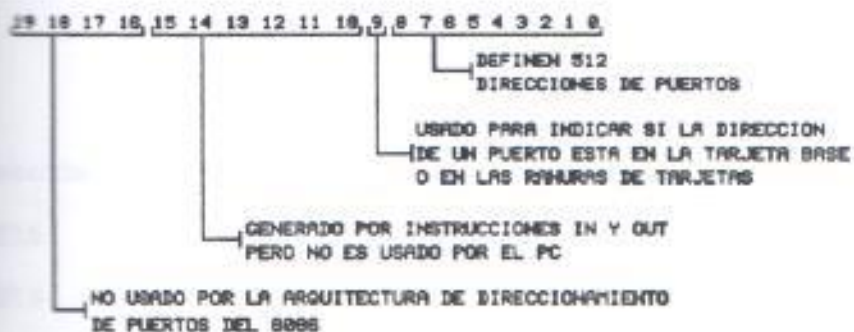 19 18 17 16 15 14 13 12 11 10 9 8 7 6 5 4 3 2 1 0
DEFINEN 512
DIRECCIONES DE PUERTOS
USADO PARA INDICAR SI LA DIRECCION
DE UN PUERTO ESTA EN LA TARJETA BASE
O EN LAS RANURAS DE TARJETAS
GENERADO POR INSTRUCCIONES IN Y OUT
PERO NO ES USADO POR EL PC
NO USADO POR LA ARQUITECTURA DE DIRECCIONAMIENTO
DE PUERTOS DEL 8086